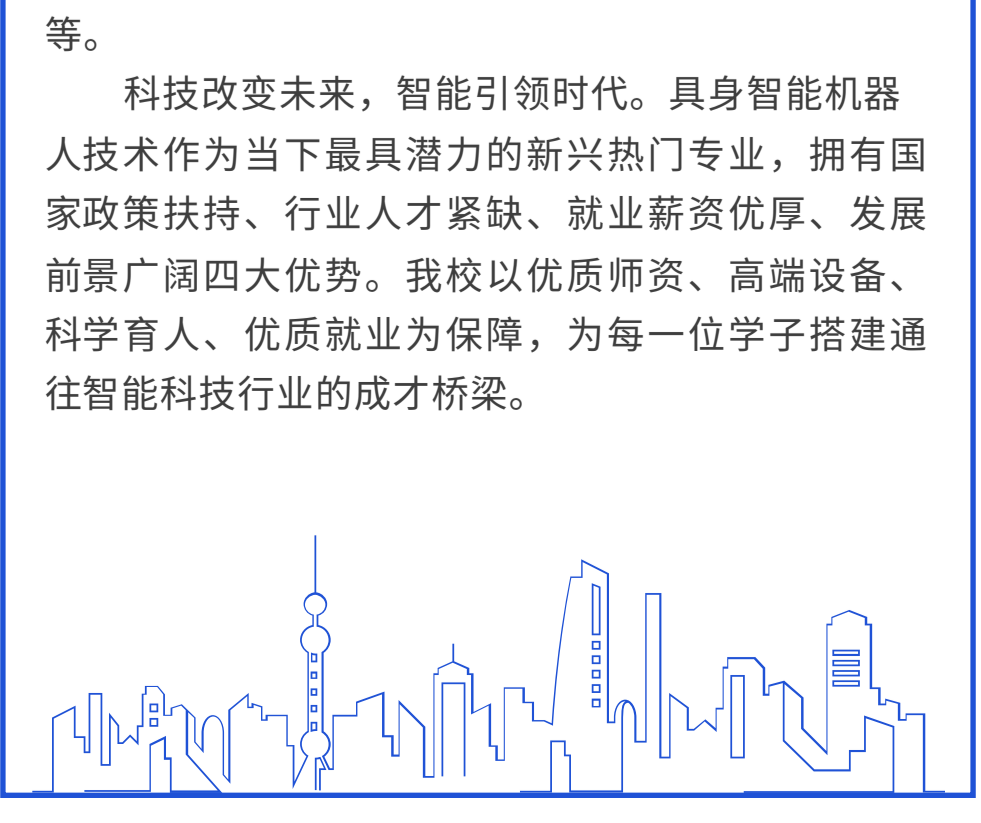 等。
科技改变未来，智能引领时代。具身智能机器
人技术作为当下最具潜力的新兴热门专业，拥有国
家政策扶持、行业人才紧缺、就业薪资优厚、发展
前景广阔四大优势。我校以优质师资、高端设备、
科学育人、优质就业为保障，为每一位学子搭建通
往智能科技行业的成才桥梁。